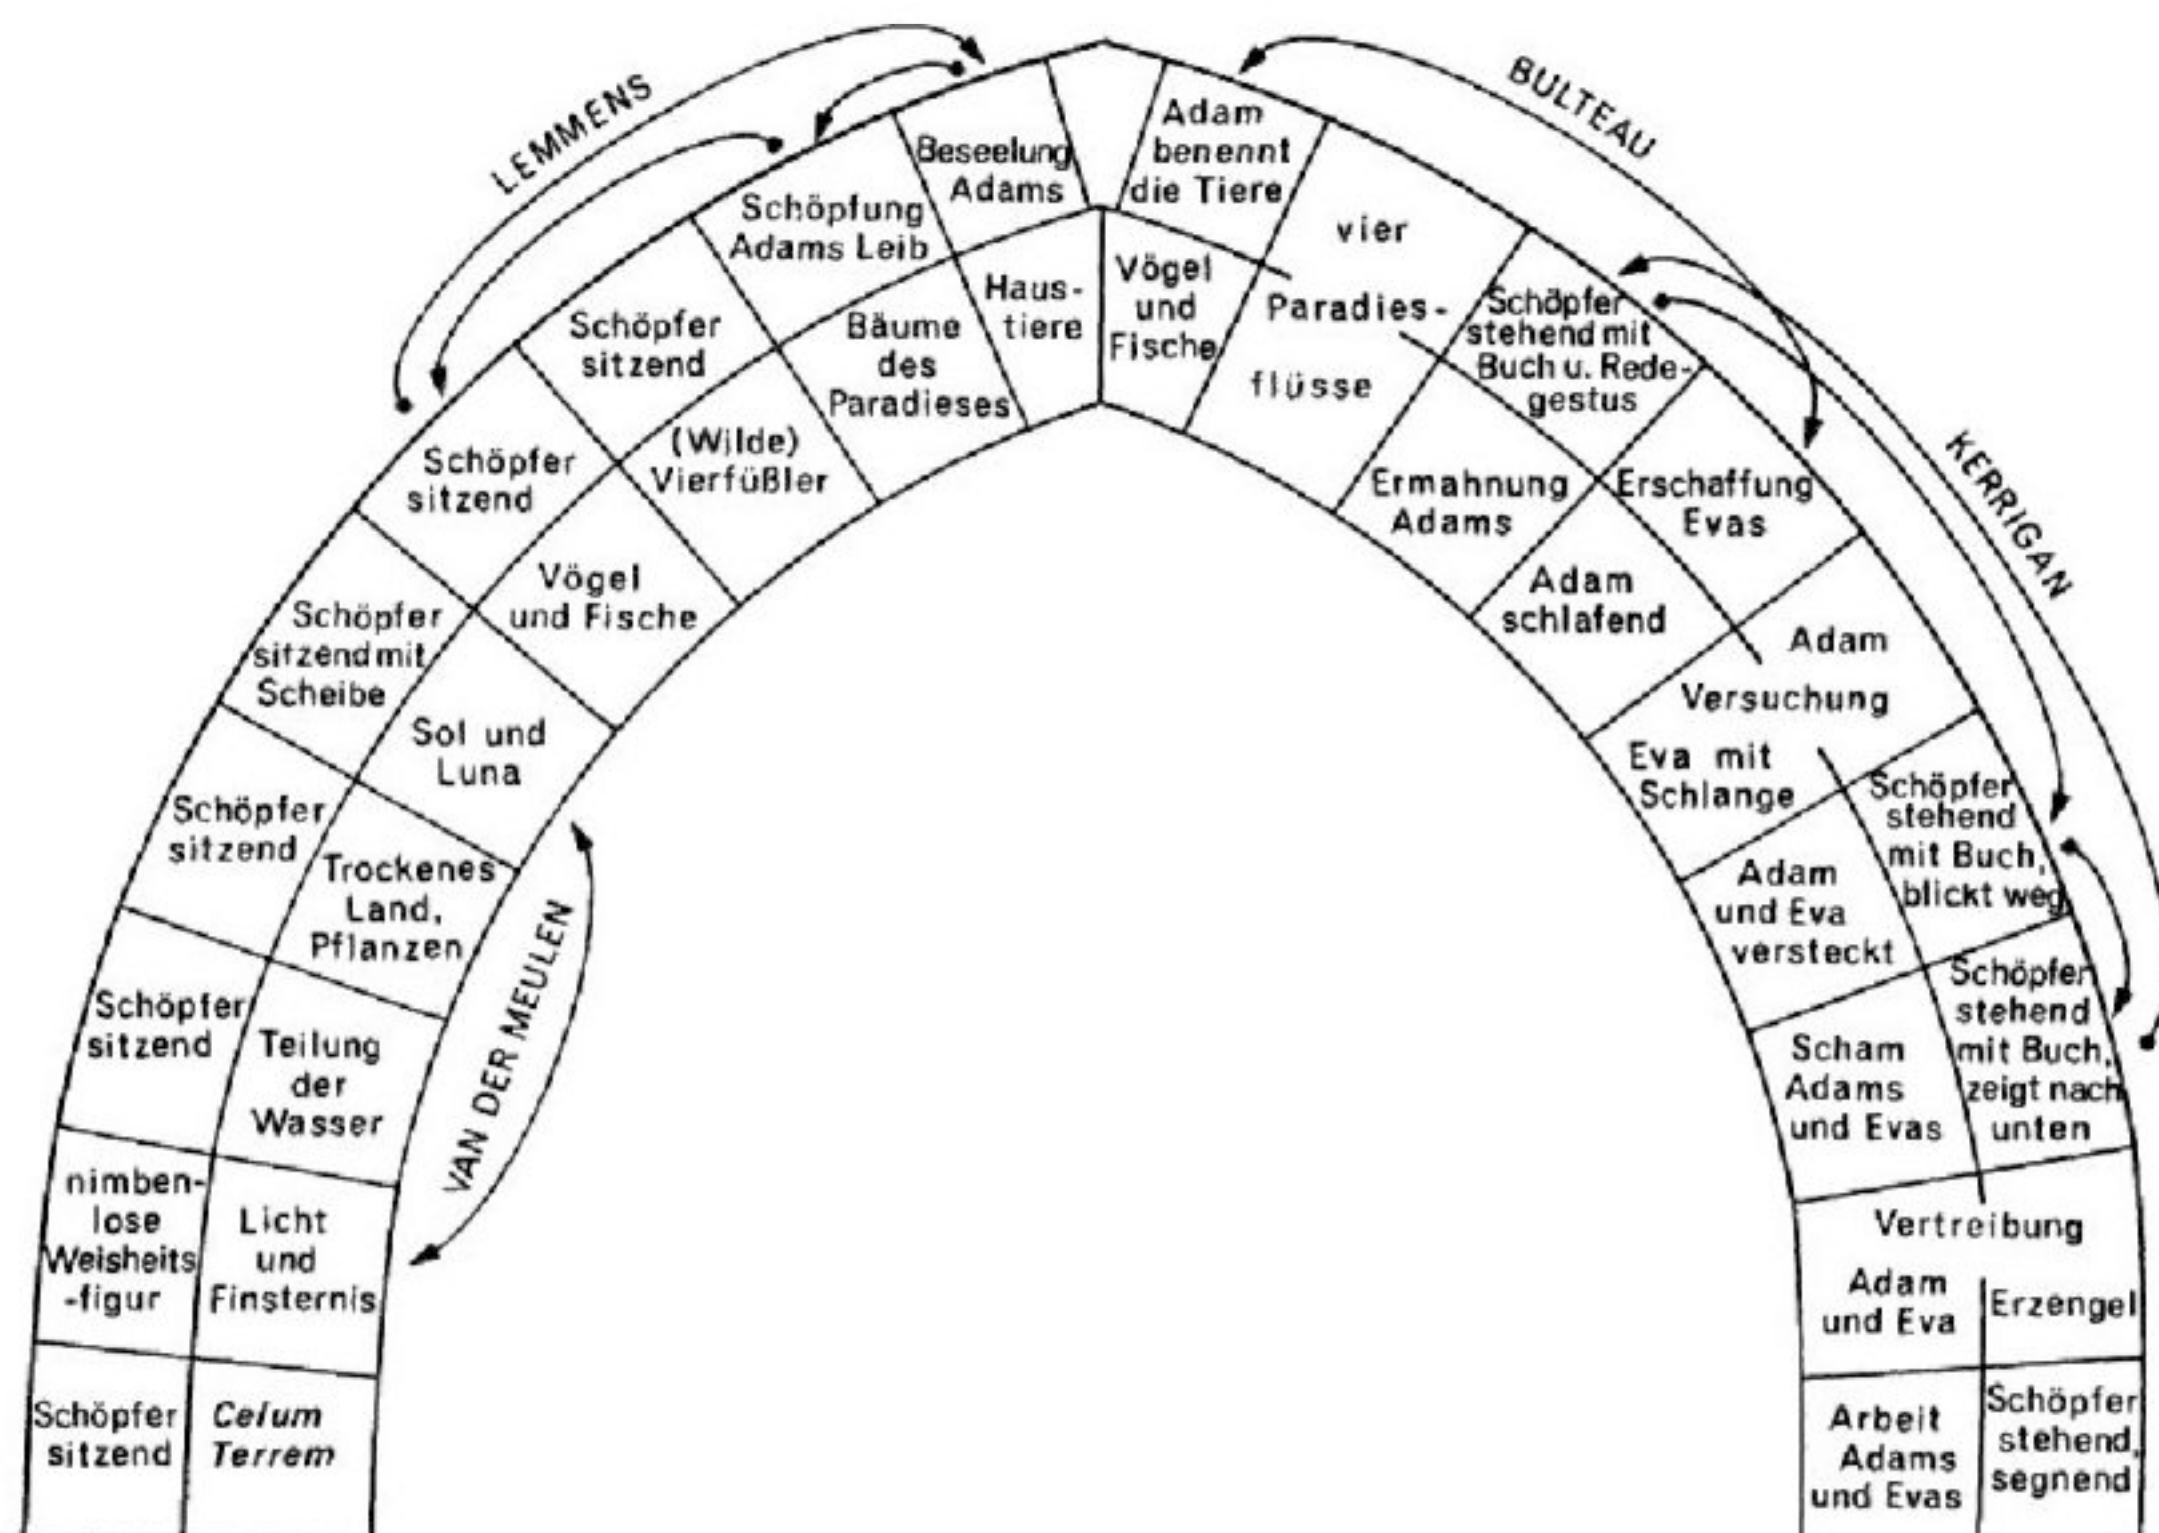 LEMMENS
BULTEAU
KERRIGAN
VAN DER MEULEN
Beseelung
Adams
Adam
benennt
die Tiere
Schöpfung
Adams Leib
Haus-
tiere
Vögel
und
Fische
vier
Paradies-
flüsse
Schöpfer
sitzend
Bäume
des
Paradieses
Schöpfer
stehend mit
Buch u. Rede-
gestus
Schöpfer
sitzend
(Wilde)
Vierfüßler
Ermahnung
Adams
Erschaffung
Evas
Schöpfer
sitzend mit
Scheibe
Vögel
und Fische
Adam
schlafend
Adam
Versuchung
Eva mit
Schlange
Schöpfer
sitzend
Sol und
Luna
Schöpfer
stehend
mit Buch,
blickt weg
Trockenes
Land,
Pflanzen
Adam
und Eva
versteckt
Schöpfer
sitzend
Teilung
der
Wasser
Scham
Adams
und Evas
Schöpfer
stehend
mit Buch,
zeigt nach
unten
nimben-
lose
Weisheits
-figur
Licht
und
Finsternis
Vertreibung
Adam
und Eva
Erzengel
Schöpfer
sitzend
Celum
Terrem
Arbeit
Adams
und Evas
Schöpfer
stehend,
segnend